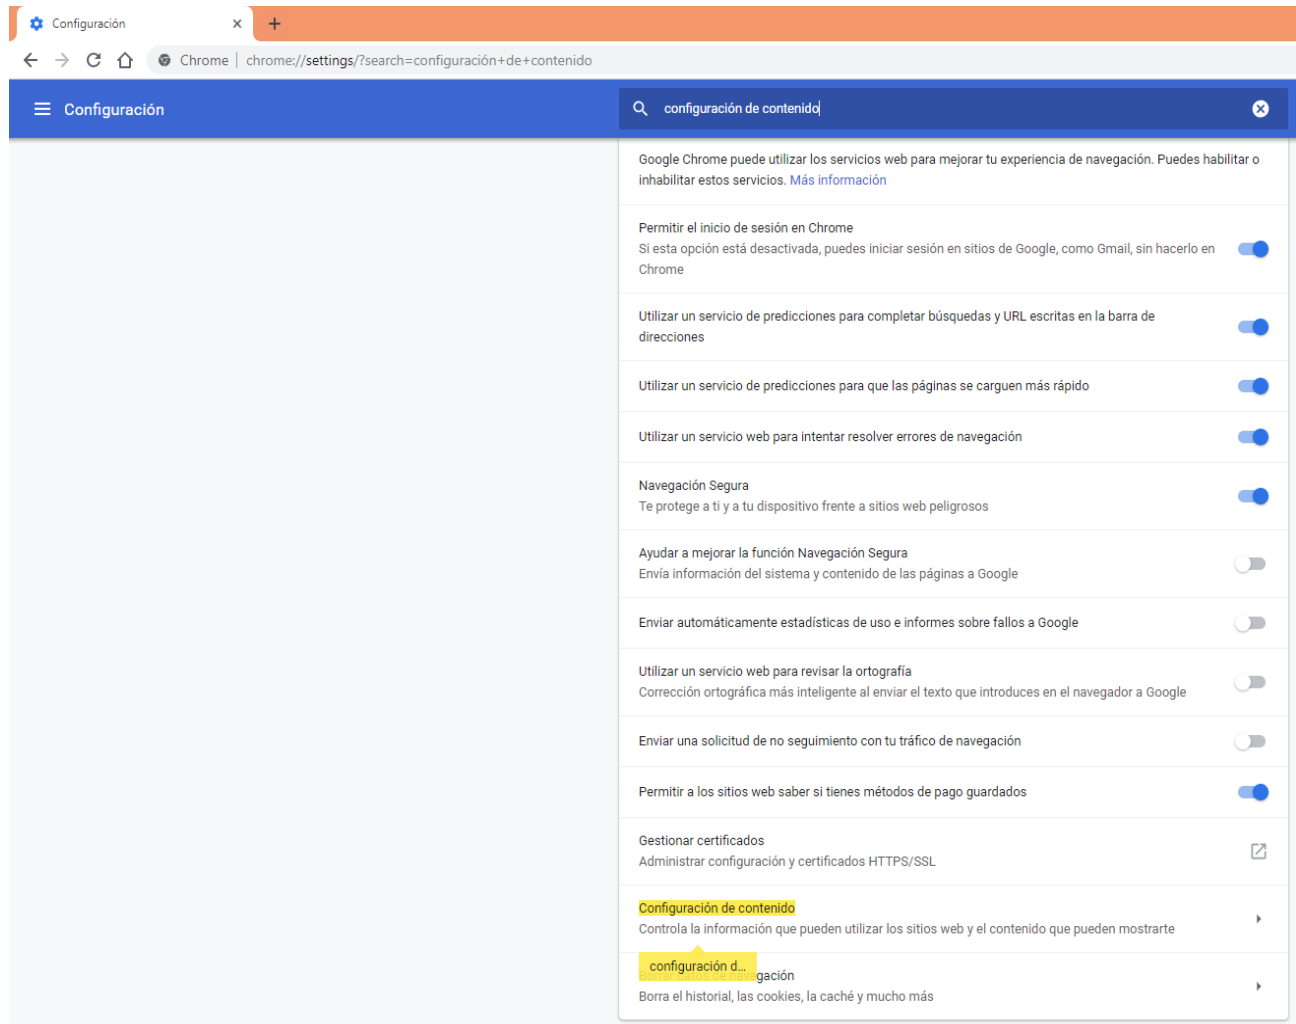 Configuración
Chrome | chrome://settings/?search=configuración+de+contenido
Configuración
configuración de contenido
Google Chrome puede utilizar los servicios web para mejorar tu experiencia de navegación. Puedes habilitar o
inhabilitar estos servicios. Más información
Permitir el inicio de sesión en Chrome
Si esta opción está desactivada, puedes iniciar sesión en sitios de Google, como Gmail, sin hacerlo en
Chrome
Utilizar un servicio de predicciones para completar búsquedas y URL escritas en la barra de
direcciones
Utilizar un servicio de predicciones para que las páginas se carguen más rápido
Utilizar un servicio web para intentar resolver errores de navegación
Navegación Segura
Te protege a ti y a tu dispositivo frente a sitios web peligrosos
Ayudar a mejorar la función Navegación Segura
Envía información del sistema y contenido de las páginas a Google
Enviar automáticamente estadísticas de uso e informes sobre fallos a Google
Utilizar un servicio web para revisar la ortografía
Corrección ortográfica más inteligente al enviar el texto que introduces en el navegador a Google
Enviar una solicitud de no seguimiento con tu tráfico de navegación
Permitir a los sitios web saber si tienes métodos de pago guardados
Gestionar certificados
Administrar configuración y certificados HTTPS/SSL
Configuración de contenido
Controla la información que pueden utilizar los sitios web y el contenido que pueden mostrarte
configuración d...
Borrar datos de navegación
Borra el historial, las cookies, la caché y mucho más